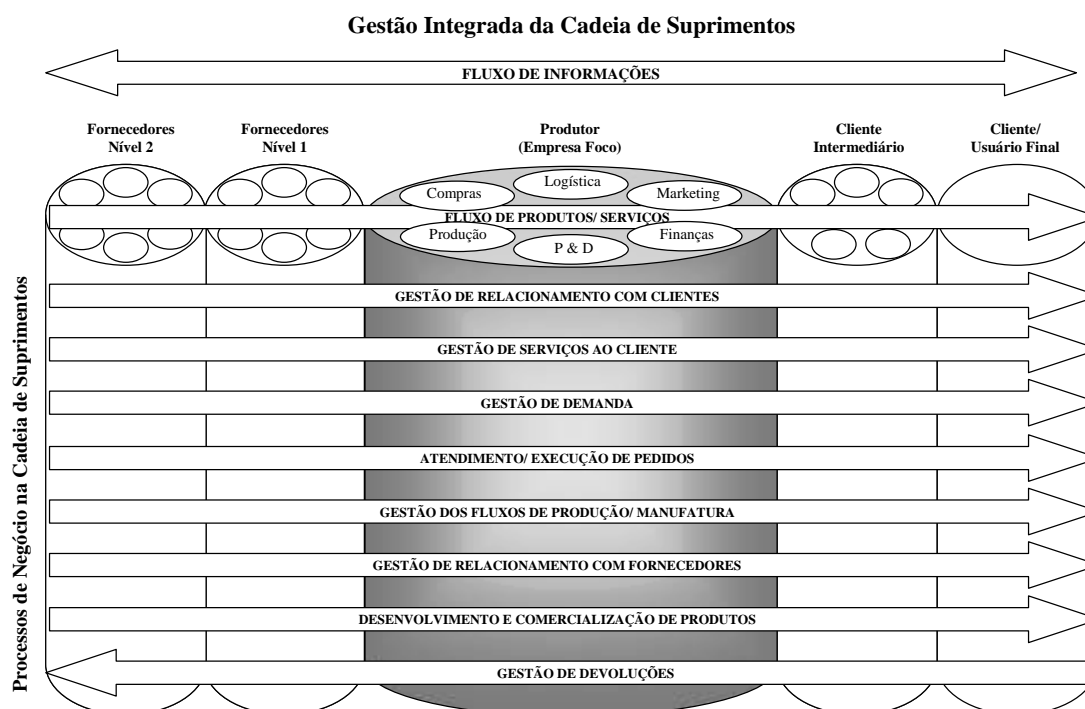 Gestão Integrada da Cadeia de Suprimentos
FLUXO DE INFORMAÇÕES
Fornecedores
Nível 2
Fornecedores
Nível 1
Produtor
(Empresa Foco)
Cliente
Intermediário
Cliente/
Usuário Final
Compras
Logística
Marketing
FLUXO DE PRODUTOS/ SERVIÇOS
Produção
P & D
Finanças
GESTÃO DE RELACIONAMENTO COM CLIENTES
GESTÃO DE SERVIÇOS AO CLIENTE
GESTÃO DE DEMANDA
ATENDIMENTO/ EXECUÇÃO DE PEDIDOS
GESTÃO DOS FLUXOS DE PRODUÇÃO/ MANUFATURA
GESTÃO DE RELACIONAMENTO COM FORNECEDORES
DESENVOLVIMENTO E COMERCIALIZAÇÃO DE PRODUTOS
GESTÃO DE DEVOLUÇÕES
Processos de Negócio na Cadeia de Suprimentos